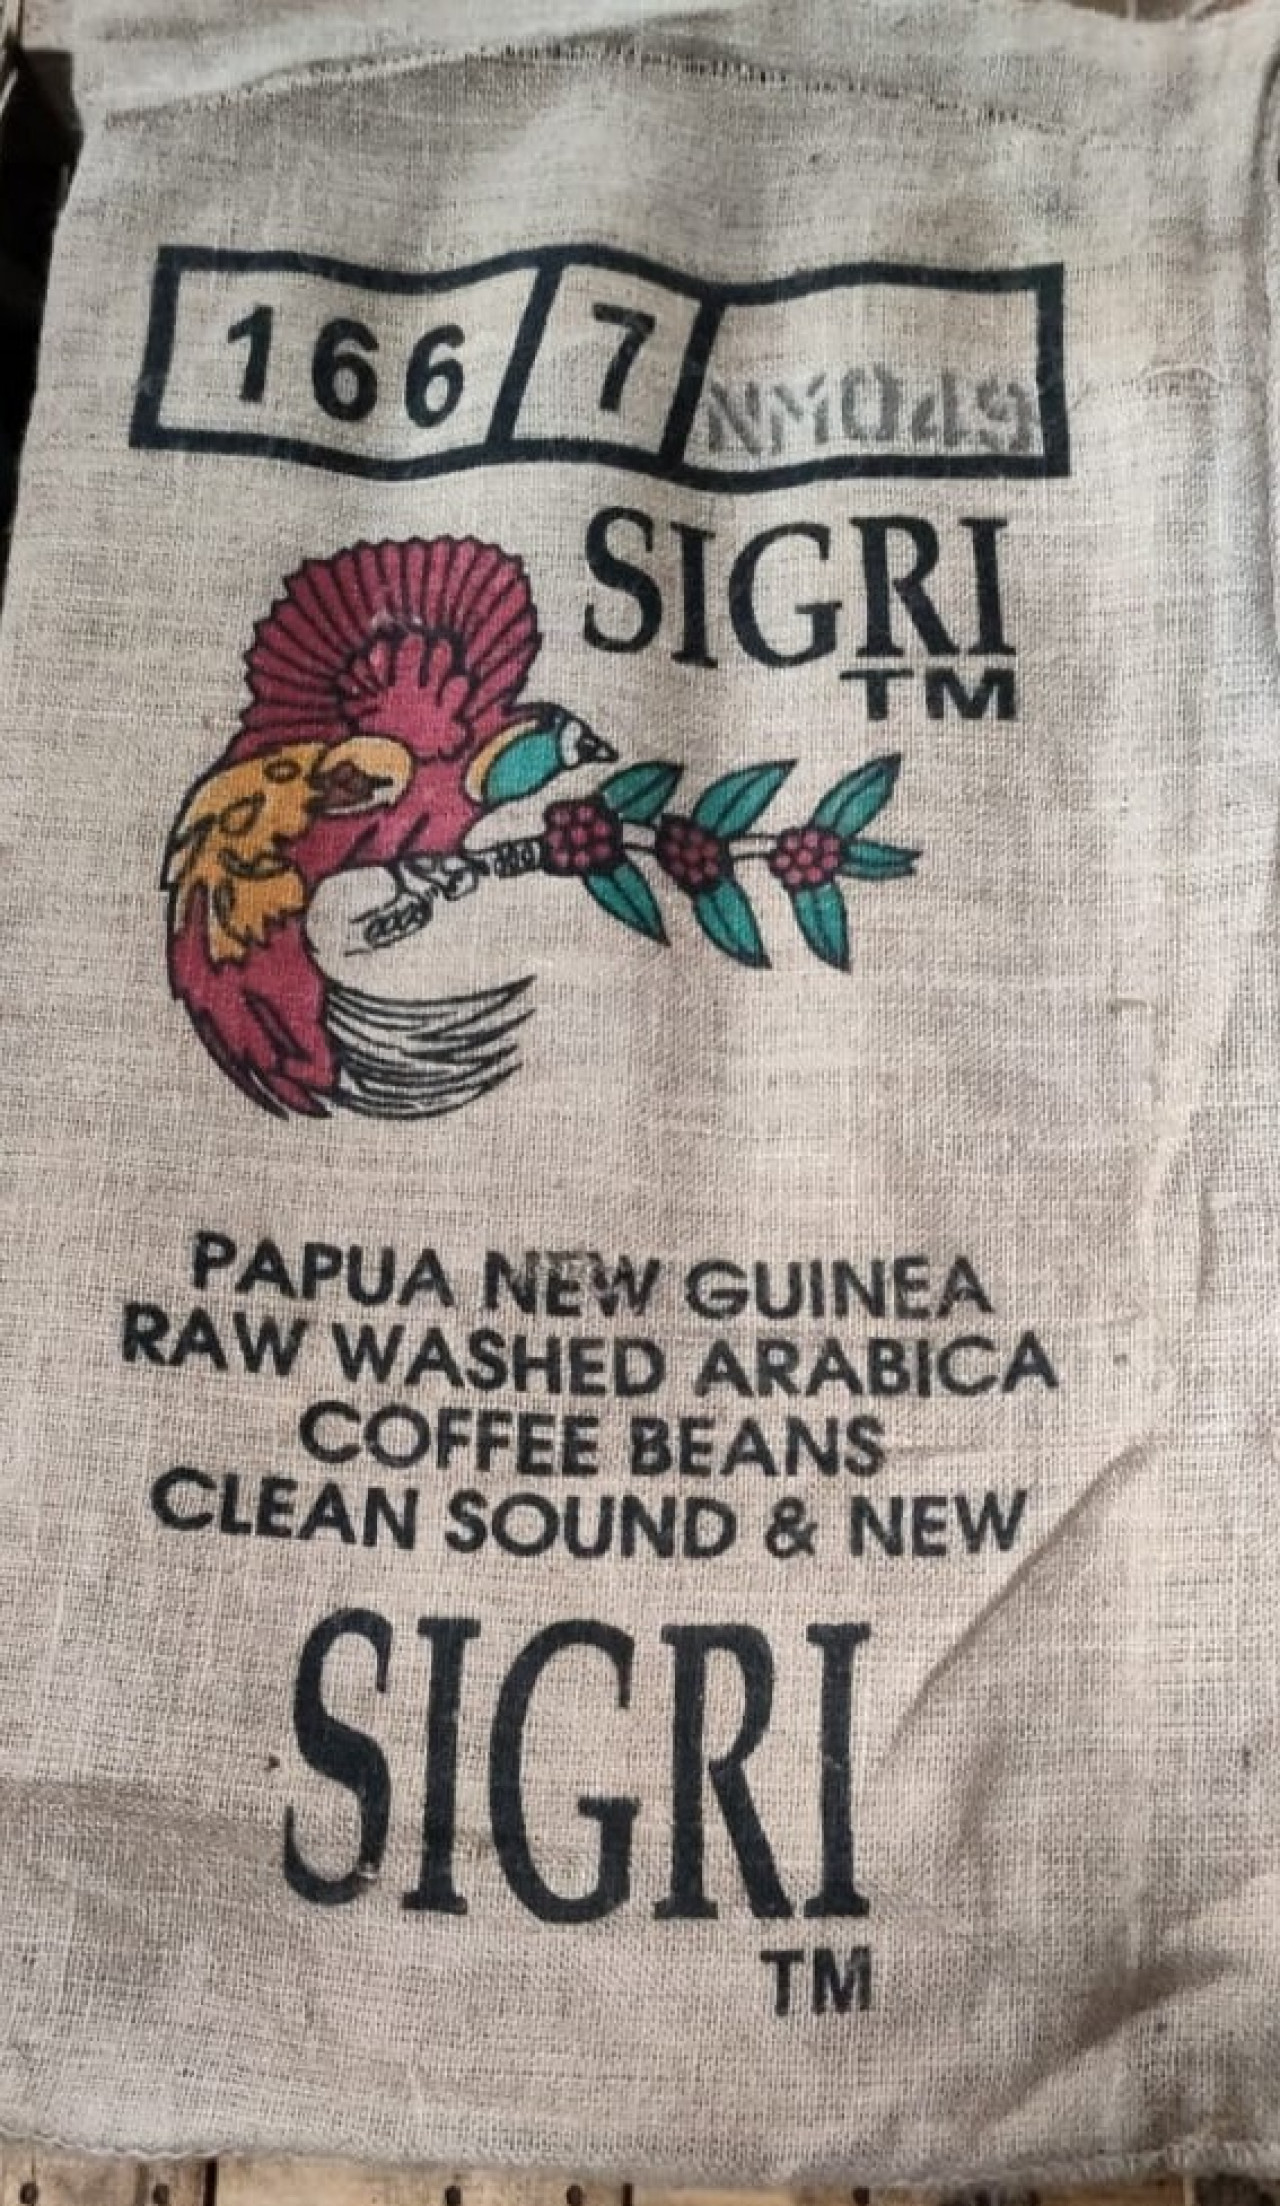 166 7 NM049
SIGRI
TM
PAPUA NEW GUINEA
RAW WASHED ARABICA
COFFEE BEANS
CLEAN SOUND & NEW
SIGRI
TM